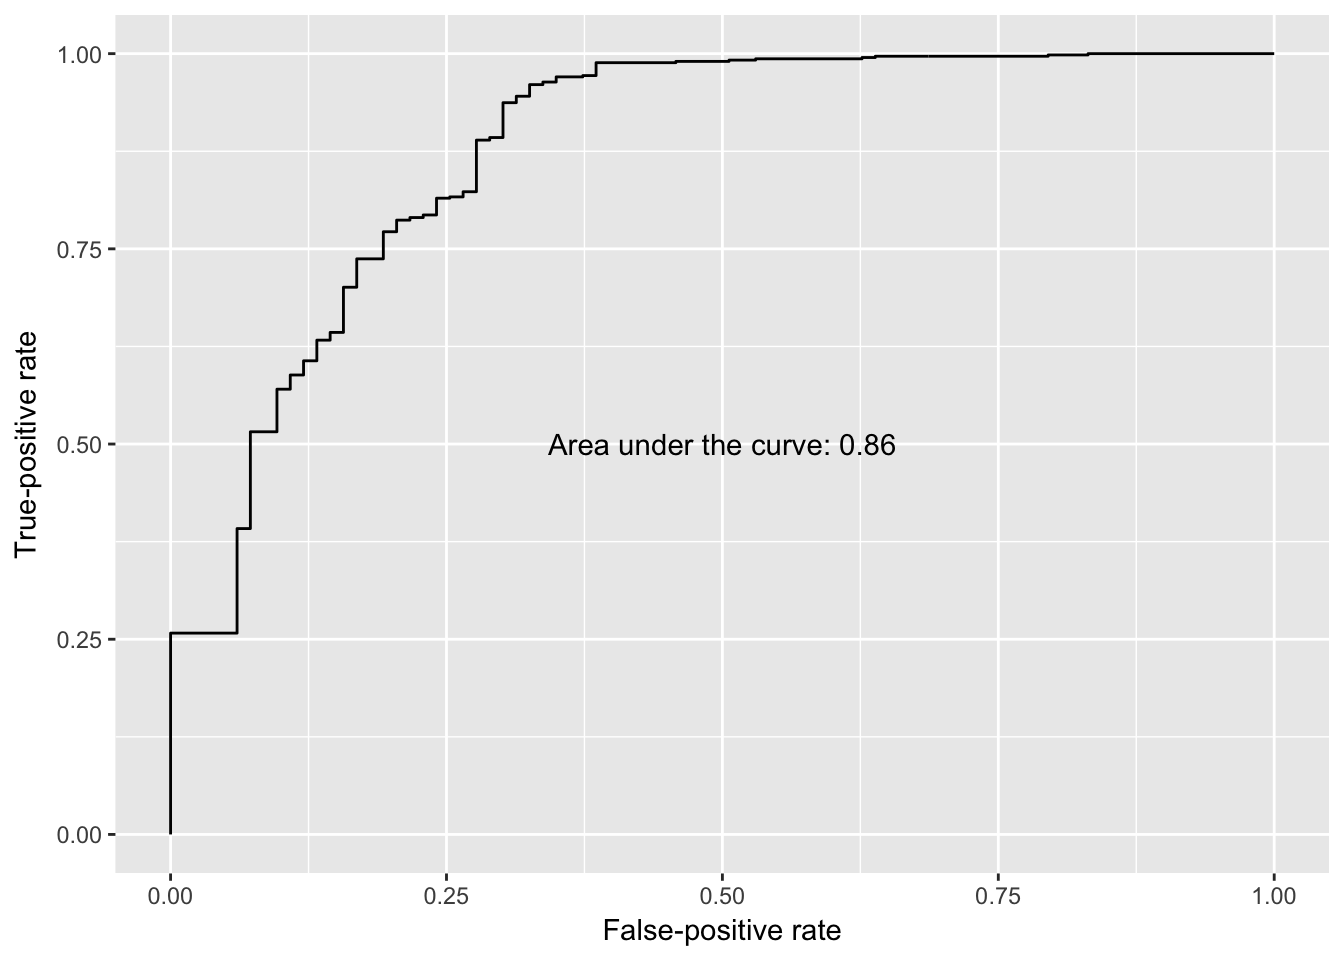 1.00
0.75
0.50
0.25
0.00
True-positive rate
Area under the curve: 0.86
0.00 0.25 0.50 0.75 1.00
False-positive rate